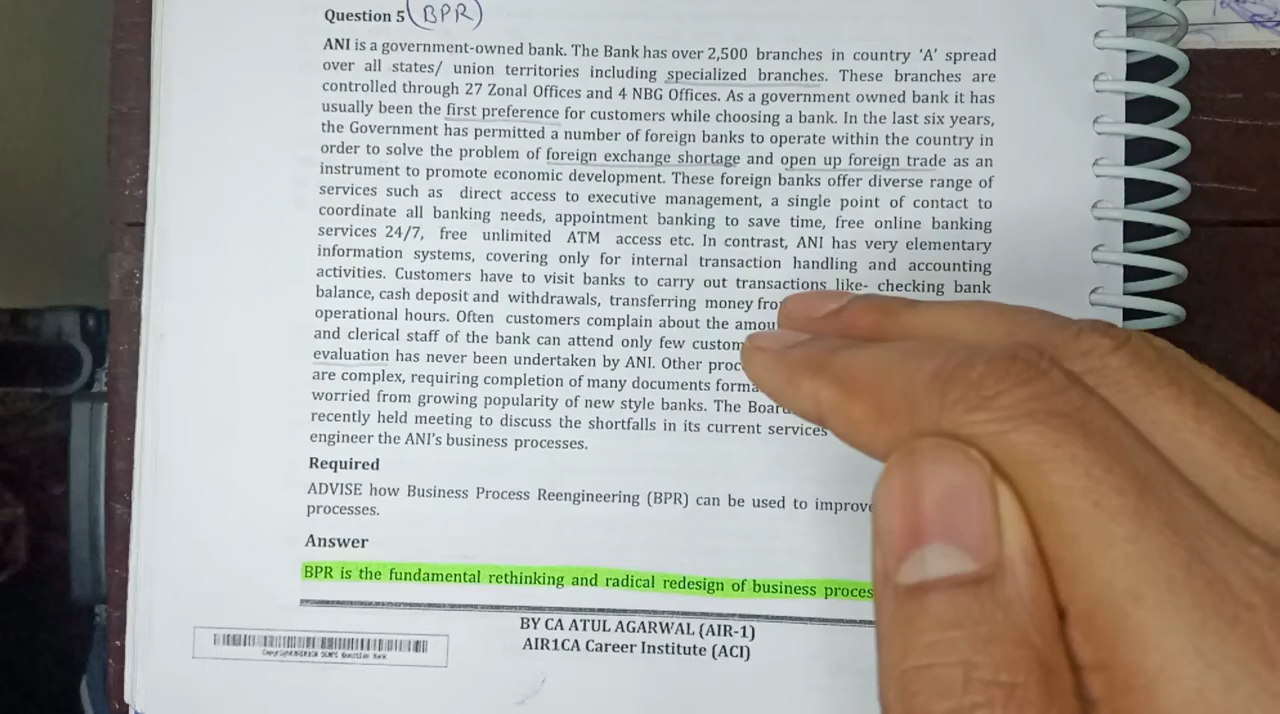 Question 5 (BPR)
ANI is a government-owned bank. The Bank has over 2,500 branches in country 'A' spread
over all states/ union territories including specialized branches. These branches are
controlled through 27 Zonal Offices and 4 NBG Offices. As a government owned bank it has
usually been the first preference for customers while choosing a bank. In the last six years,
the Government has permitted a number of foreign banks to operate within the country in
order to solve the problem of foreign exchange shortage and open up foreign trade as an
instrument to promote economic development. These foreign banks offer diverse range of
services such as direct access to executive management, a single point of contact to
coordinate all banking needs, appointment banking to save time, free online banking
services 24/7, free unlimited ATM access etc. In contrast, ANI has very elementary
information systems, covering only for internal transaction handling and accounting
activities. Customers have to visit banks to carry out transactions like- checking bank
balance, cash deposit and withdrawals, transferring money
operational hours. Often customers complain about the
and clerical staff of the bank can attend only few
evaluation has never been undertaken by ANI. Other
are complex, requiring completion of many documents
worried from growing popularity of new style banks. The
recently held meeting to discuss the shortfalls in its current services
engineer the ANI's business processes.
Required
ADVISE how Business Process Reengineering (BPR) can be used to
processes.
Answer
BPR is the fundamental rethinking and radical redesign of business
BY CA ATUL AGARWAL (AIR-1)
AIR1CA Career Institute (ACI)